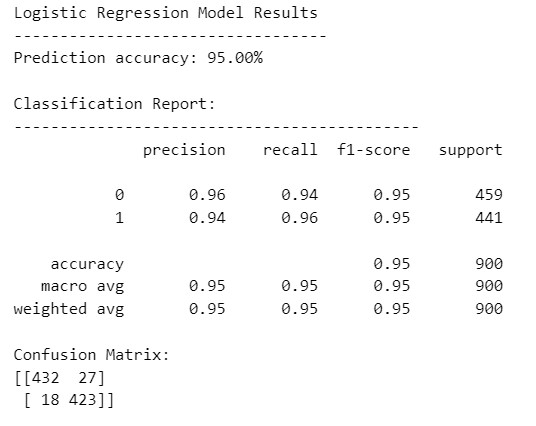 Logistic Regression Model Results
----------------------------------
Prediction accuracy: 95.00%
Classification Report:
--------------------------------------------
precision recall f1-score support
0 0.96 0.94 0.95 459
1 0.94 0.96 0.95 441
accuracy 0.95 900
macro avg 0.95 0.95 0.95 900
weighted avg 0.95 0.95 0.95 900
Confusion Matrix:
[[432 27]
[ 18 423]]